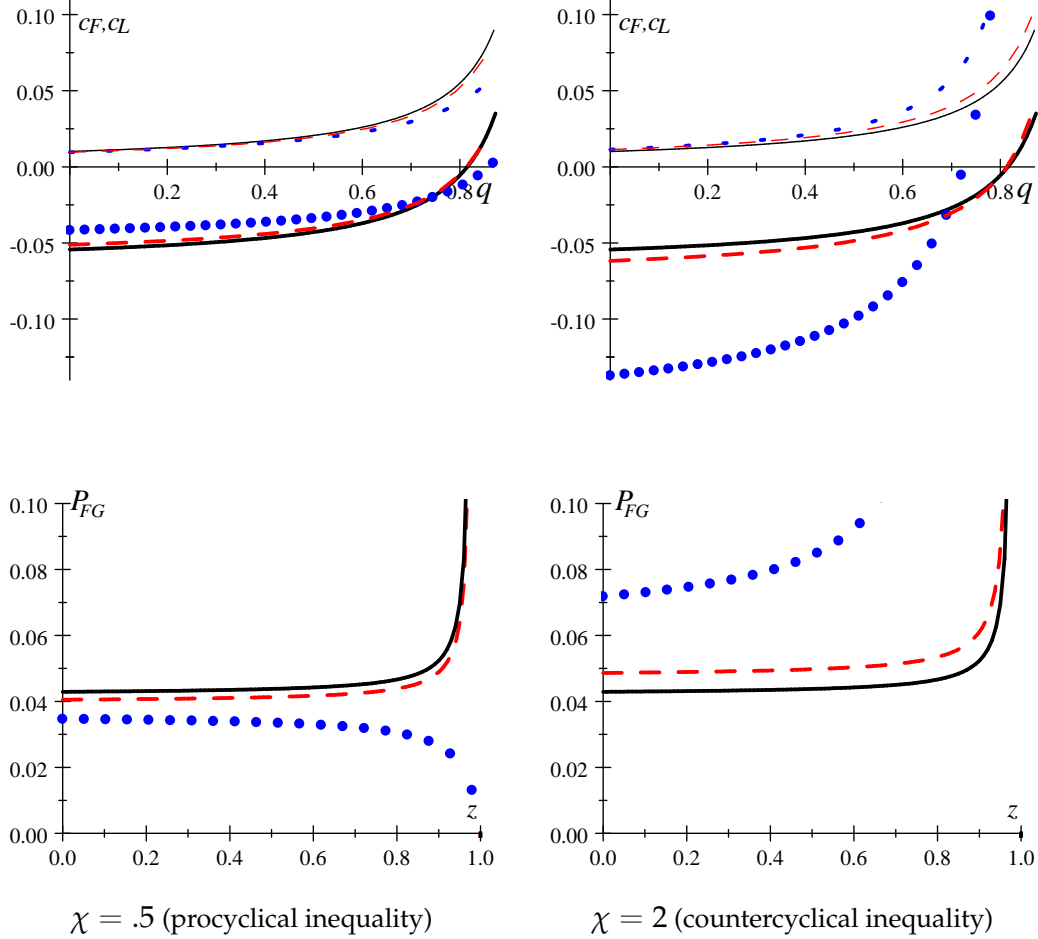 0.10 c_F,c_L
0.05
0.00
0.2 0.4 0.6 0.8 q
-0.05
-0.10
0.10 c_F,c_L
0.05
0.00
0.2 0.4 0.6 0.8 q
-0.05
-0.10
0.10 P_FG
0.08
0.06
0.04
0.02
z
0.00
0.0 0.2 0.4 0.6 0.8 1.0
0.10 P_FG
0.08
0.06
0.04
0.02
z
0.00
0.0 0.2 0.4 0.6 0.8 1.0
χ = .5 (procyclical inequality)
χ = 2 (countercyclical inequality)